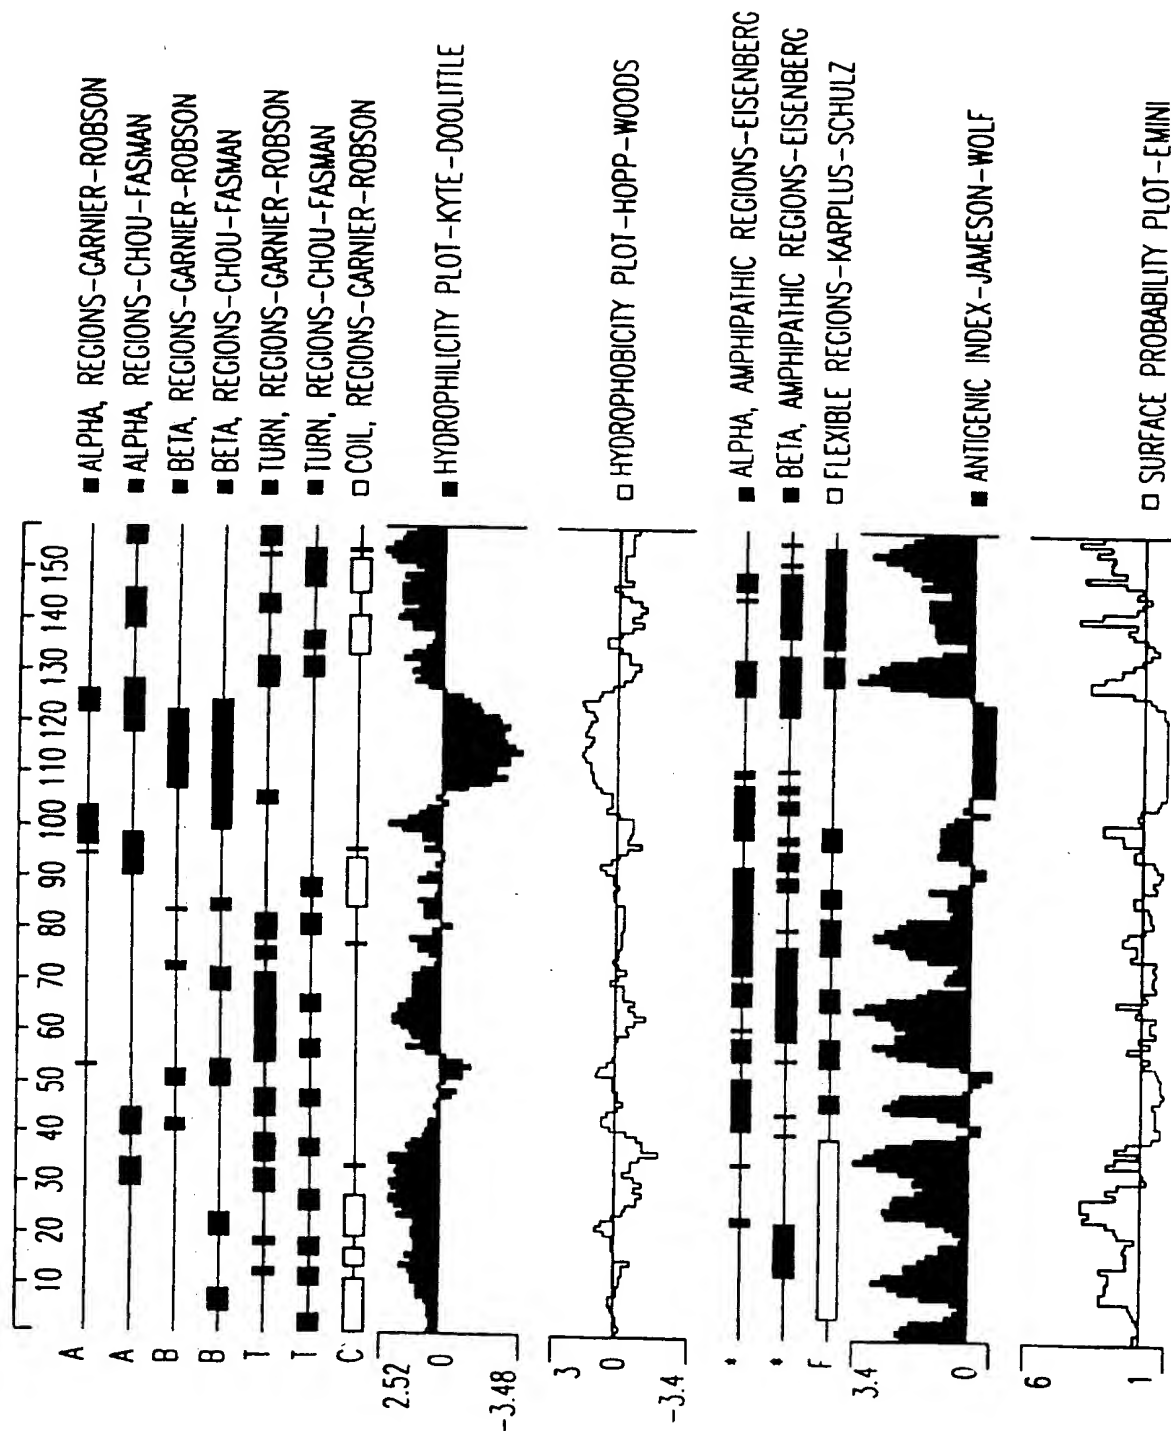 10 20 30 40 50 60 70 80 90 100 110 120 130 140 150
A ALPHA, REGIONS-GARNIER-ROBSON
A ALPHA, REGIONS-CHOU-FASMAN
B BETA, REGIONS-GARNIER-ROBSON
B BETA, REGIONS-CHOU-FASMAN
T TURN, REGIONS-GARNIER-ROBSON
T TURN, REGIONS-CHOU-FASMAN
C COIL, REGIONS-GARNIER-ROBSON
2.52
0 HYDROPHILICITY PLOT-KYTE-DOOLITTLE
-3.48
3
0 HYDROPHOBICITY PLOT-HOPP-WOODS
-3.4
* ALPHA, AMPHIPATHIC REGIONS-EISENBERG
* BETA, AMPHIPATHIC REGIONS-EISENBERG
F FLEXIBLE REGIONS-KARPLUS-SCHULZ
3.4
0 ANTIGENIC INDEX-JAMESON-WOLF
6
1 SURFACE PROBABILITY PLOT-EMINI